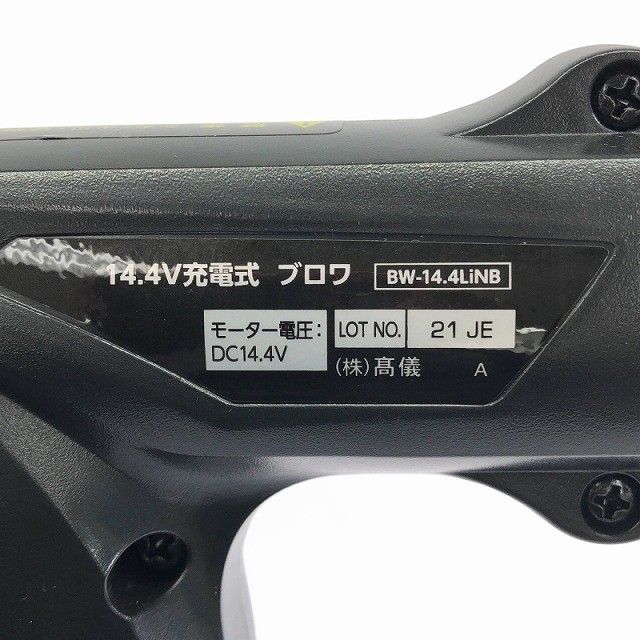 14.4V充電式 ブロワ BW-14.4LiNB
モーター電圧: LOT NO. 21 JE
DC14.4V
(株)髙儀 A